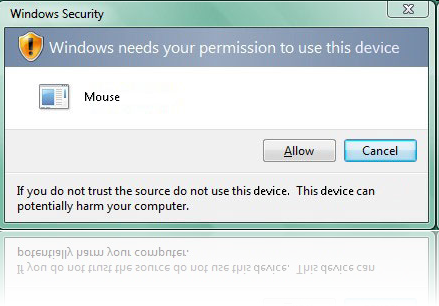 Windows Security
Windows needs your permission to use this device
Mouse
Allow
Cancel
If you do not trust the source do not use this device. This device can
potentially harm your computer.
potentially harm your computer.
If you do not trust the source do not use this device. This device can